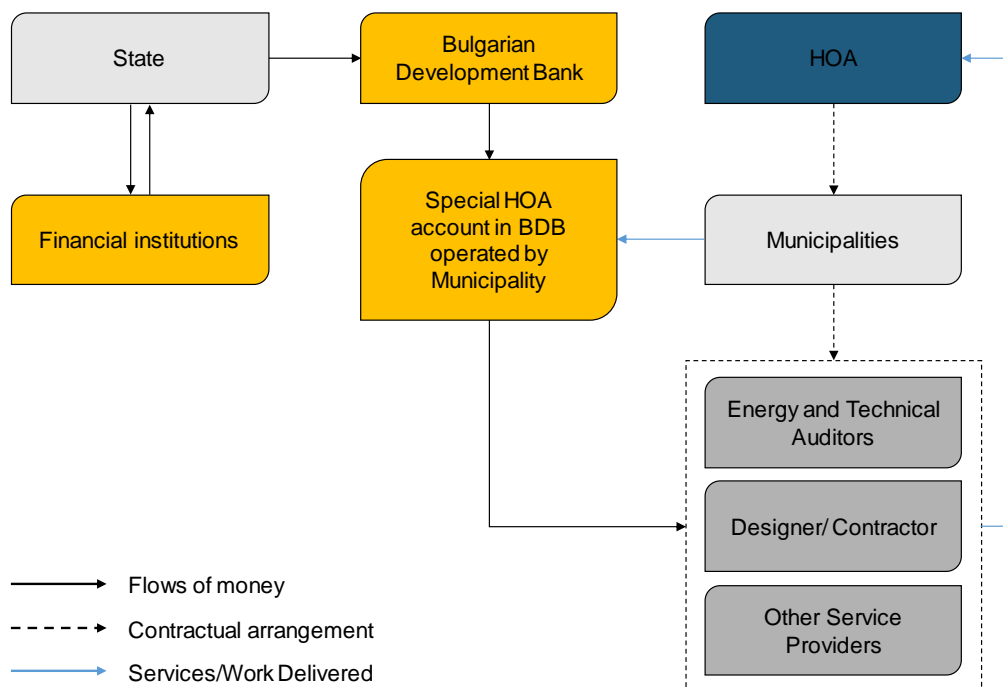 State
Bulgarian
Development Bank
HOA
Financial institutions
Special HOA
account in BDB
operated by
Municipality
Municipalities
Energy and Technical
Auditors
Designer/ Contractor
Other Service
Providers
Flows of money
Contractual arrangement
Services/Work Delivered